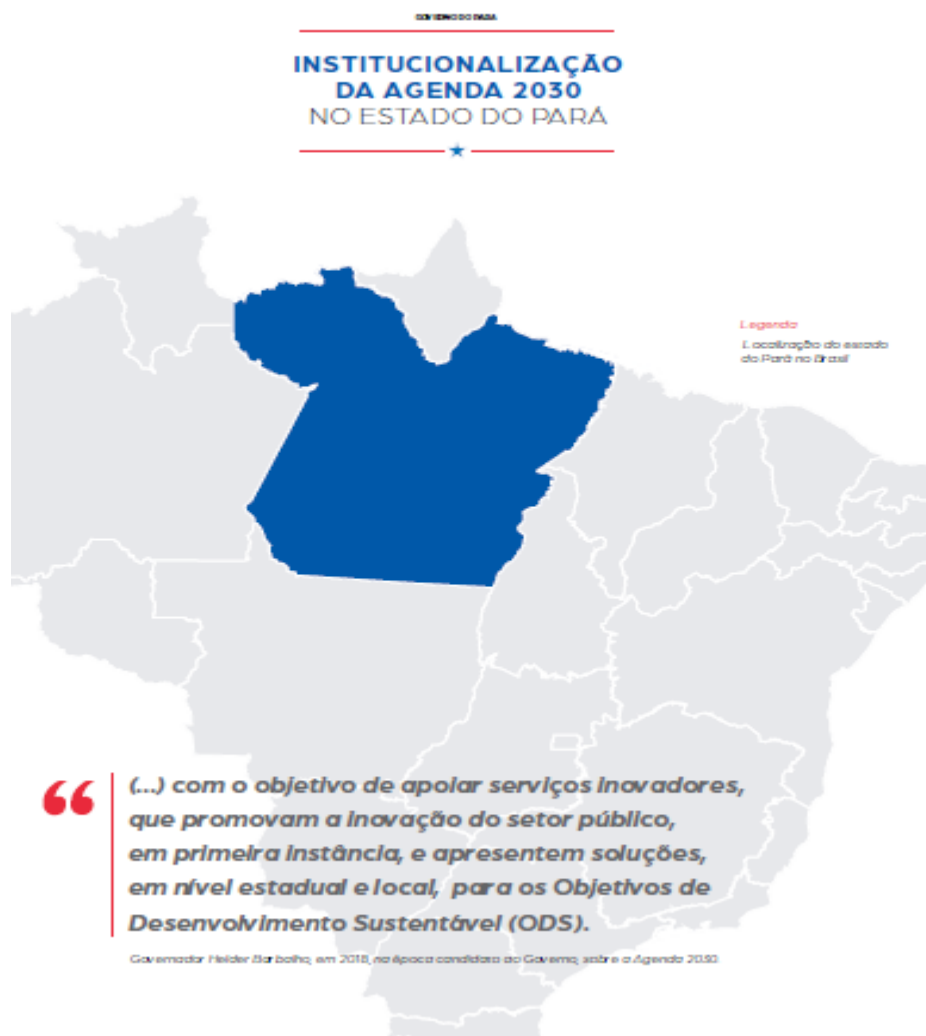 GOVERNO DO PARÁ
INSTITUCIONALIZAÇÃO
DA AGENDA 2030
NO ESTADO DO PARÁ
Legenda
Localização do estado
do Pará no Brasil
“
(...) com o objetivo de apoiar serviços inovadores,
que promovam a inovação do setor público,
em primeira instância, e apresentem soluções,
em nível estadual e local, para os Objetivos de
Desenvolvimento Sustentável (ODS).
Governador Helder Barbalho, em 2018, na época candidato ao Governo, sobre a Agenda 2030.